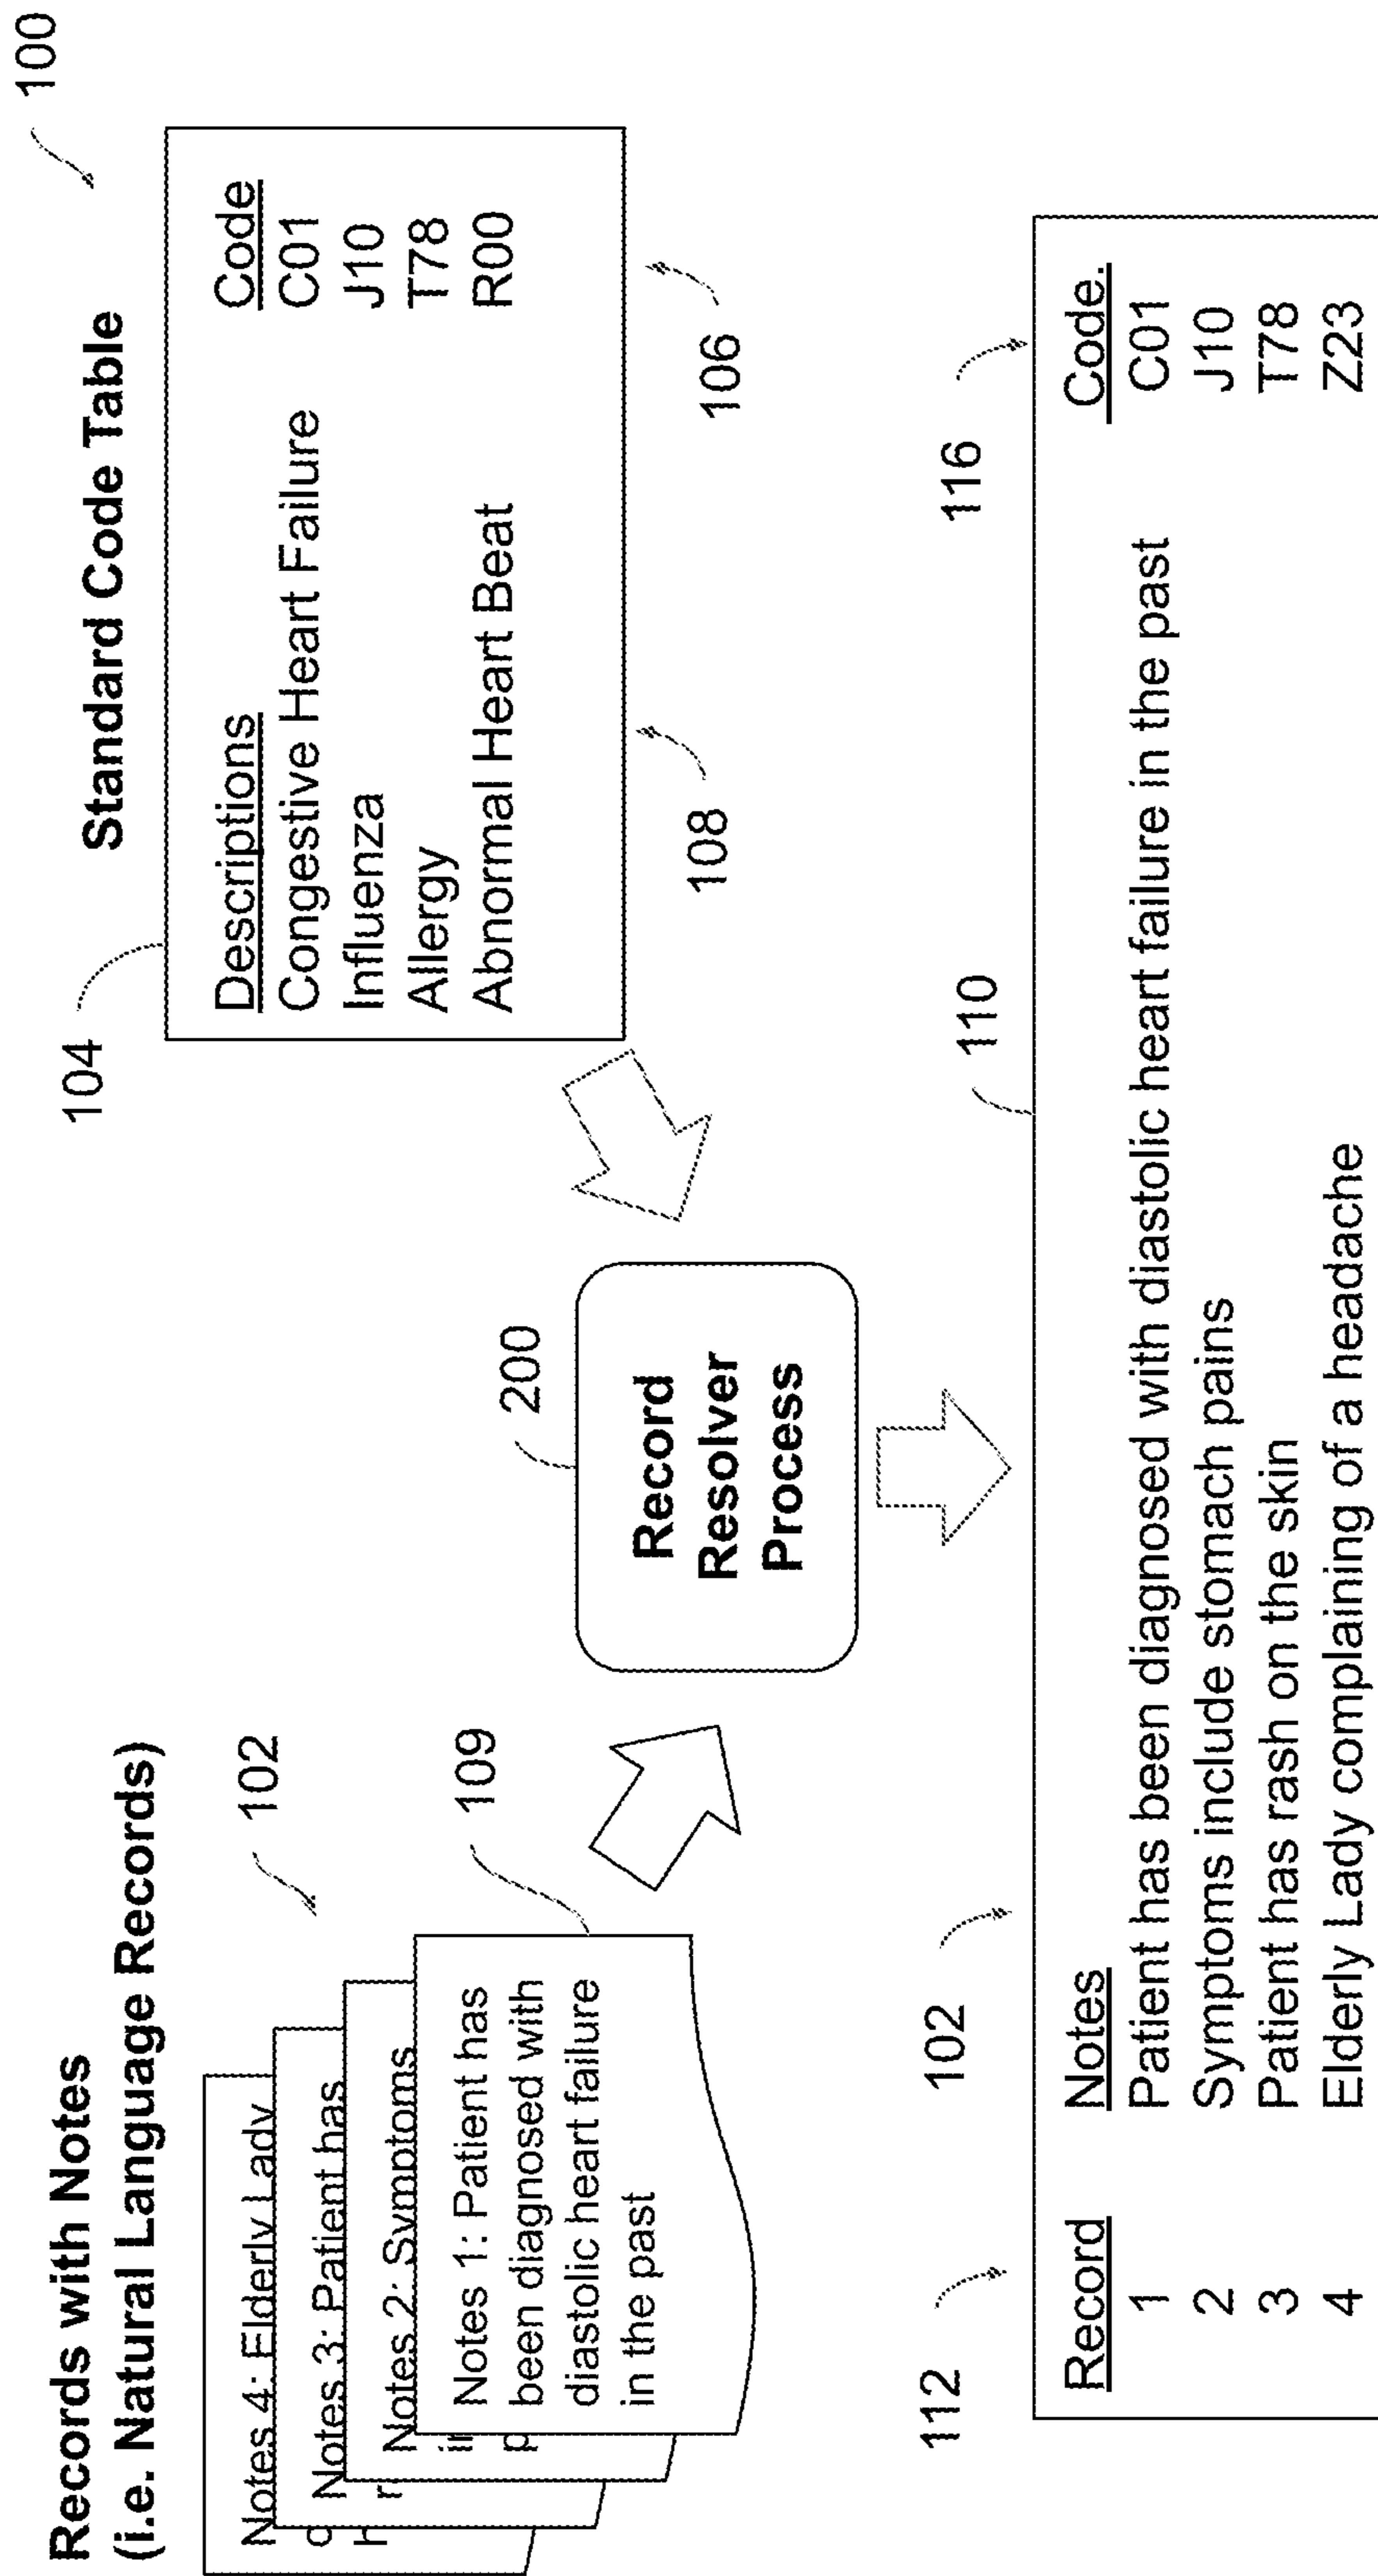 100
Records with Notes
(i.e. Natural Language Records)
102
Notes 4: Elderly Lady
Notes 3: Patient has
Notes 2: Symptoms
109
Notes 1: Patient has
been diagnosed with
diastolic heart failure
in the past
Standard Code Table
104
Descriptions Code
Congestive Heart Failure C01
Influenza J10
Allergy T78
Abnormal Heart Beat R00
108
106
200
Record
Resolver
Process
112
102
110
116
Record Notes Code.
1 Patient has been diagnosed with diastolic heart failure in the past C01
2 Symptoms include stomach pains J10
3 Patient has rash on the skin T78
4 Elderly Lady complaining of a headache Z23